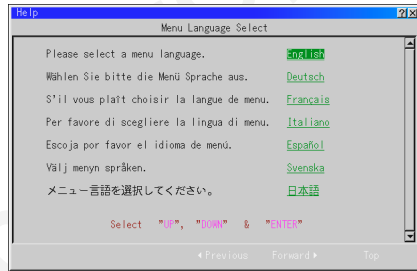 Help ? ×
Menu Language Select
Please select a menu language. English
Wählen Sie bitte die Menü Sprache aus. Deutsch
S'il vous plaît choisir la langue de menu. Français
Per favore di scegliere la lingua di menu. Italiano
Escoja por favor el idioma de menú. Español
Välj menyn språken. Svenska
メニュー言語を選択してください。 日本語
Select "UP", "DOWN" & "ENTER"
Previous Forward Top